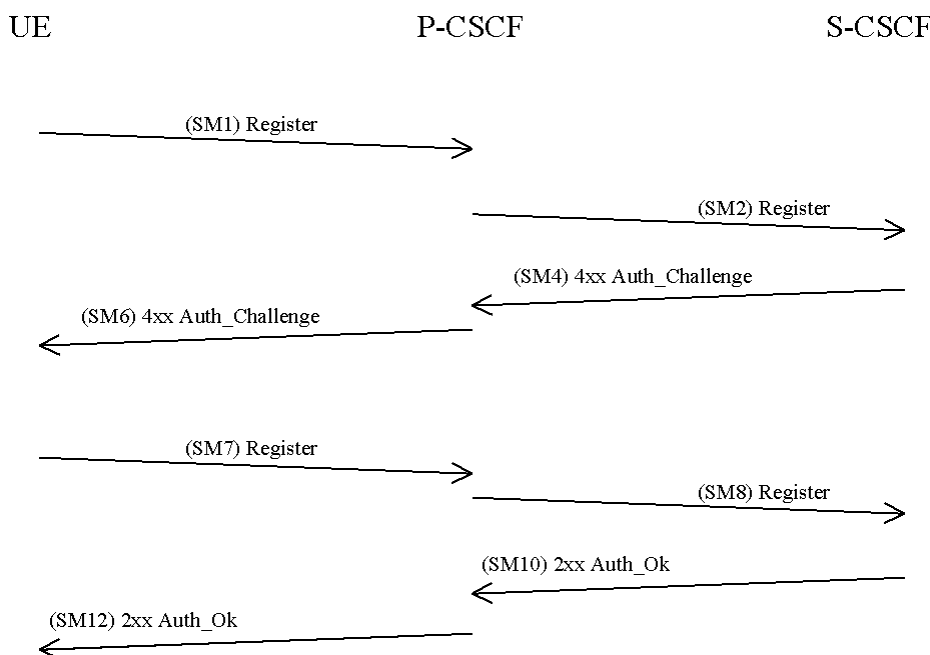 UE P-CSCF S-CSCF
(SM1) Register
(SM2) Register
(SM4) 4xx Auth_Challenge
(SM6) 4xx Auth_Challenge
(SM7) Register
(SM8) Register
(SM10) 2xx Auth_Ok
(SM12) 2xx Auth_Ok